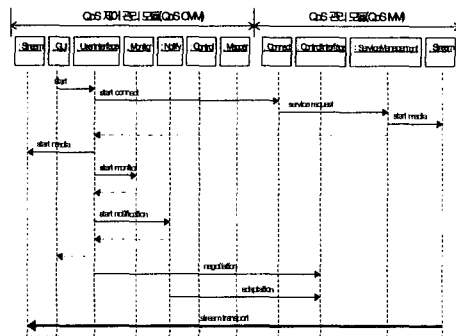 QoS 제어 관리 모듈(QoS CMM)
QoS 관리 모듈(QoS MM)
:Stream
:GUI
:UserInterface
:Monitor
:Notify
:Control
:Connect
:ControlInterface
:ServiceManagement
:Stream
start
start connect
service request
start media
start media
start monitor
start notification
negotiation
adaptation
stream transport